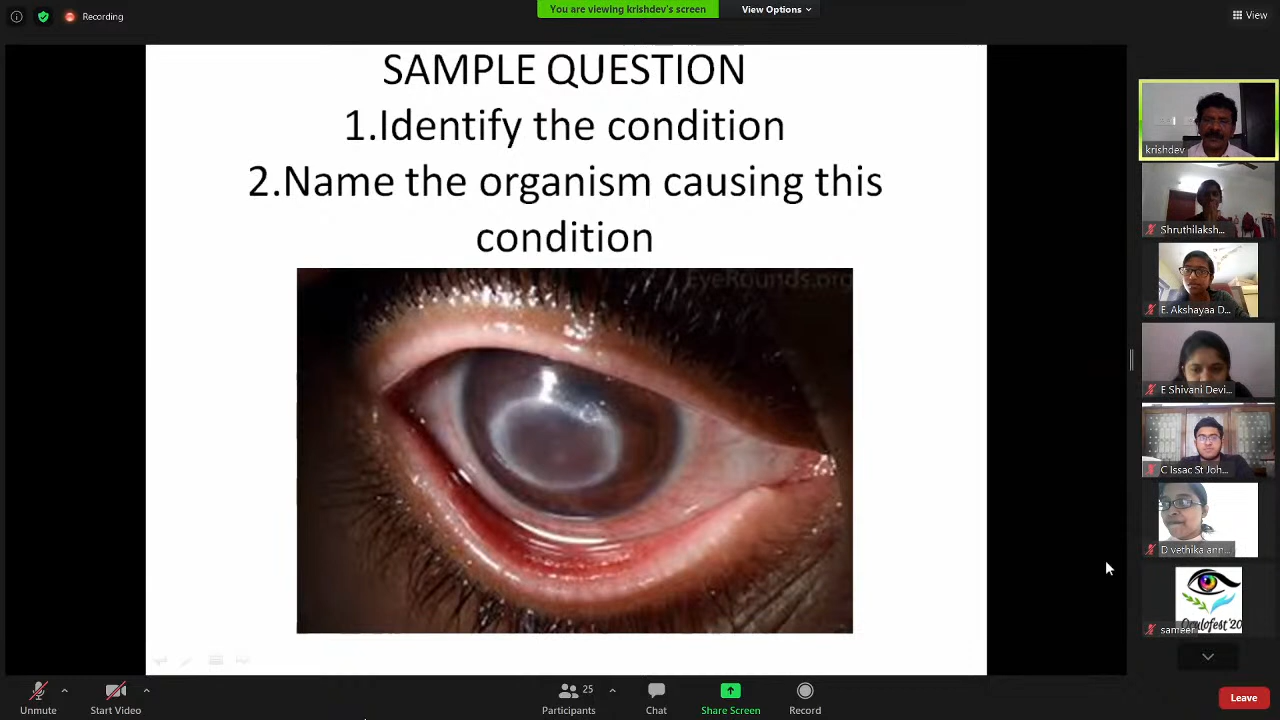 Recording
You are viewing krishdev's screen
View Options
View
SAMPLE QUESTION
1.Identify the condition
2.Name the organism causing this
condition
EyeRounds.org
krishdev
Shruthilaksh...
E. Akshayaa D...
E Shivani Devi...
C Issac St Joh...
D vethika ann...
Oculofest'20
sameer
Unmute
Start Video
Participants
25
Chat
Share Screen
Record
Leave